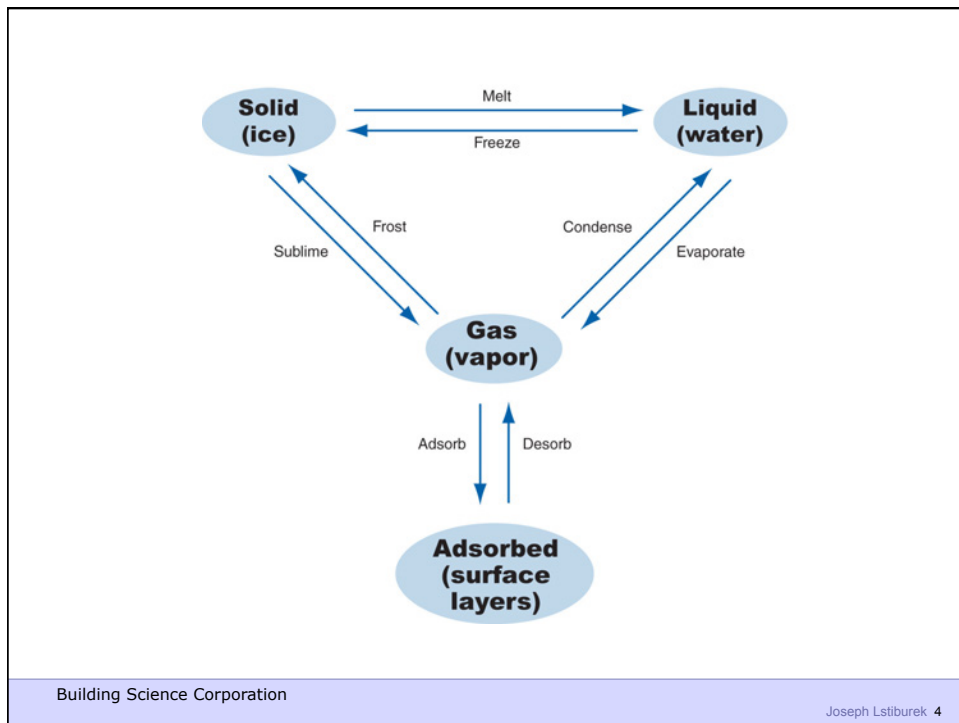 Solid
(ice)
Melt
Freeze
Liquid
(water)
Sublime
Frost
Condense
Evaporate
Gas
(vapor)
Adsorb
Desorb
Adsorbed
(surface
layers)
Building Science Corporation
Joseph Lstiburek 4